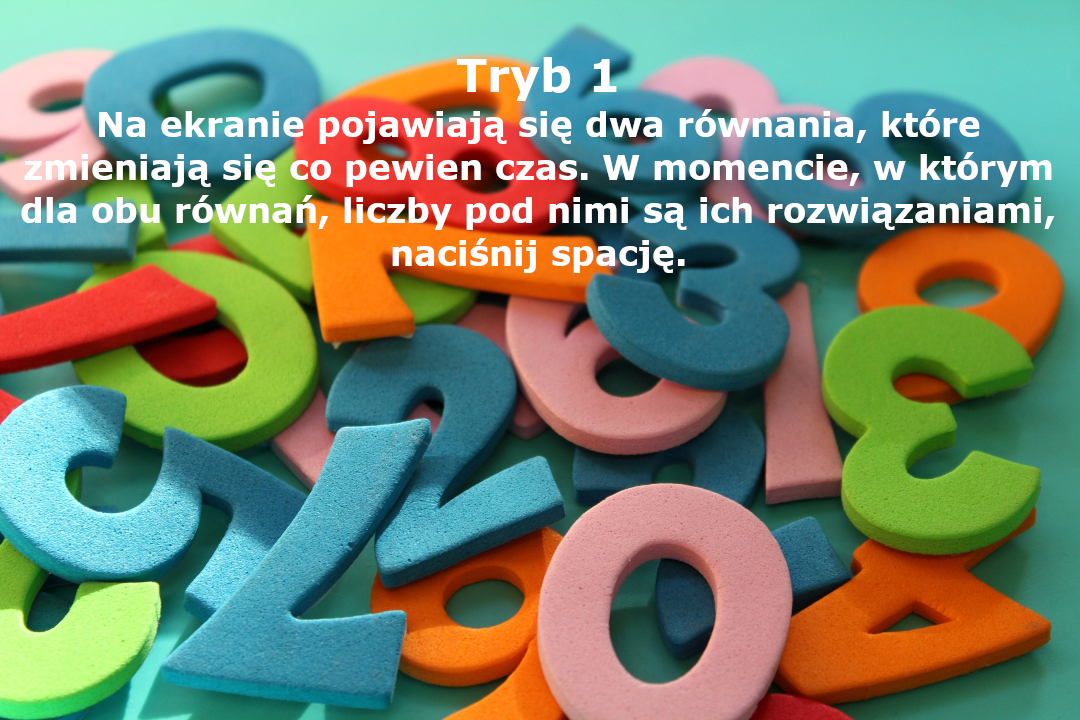 Tryb 1
Na ekranie pojawiają się dwa równania, które
zmieniają się co pewien czas. W momencie, w którym
dla obu równań, liczby pod nimi są ich rozwiązaniami,
naciśnij spację.